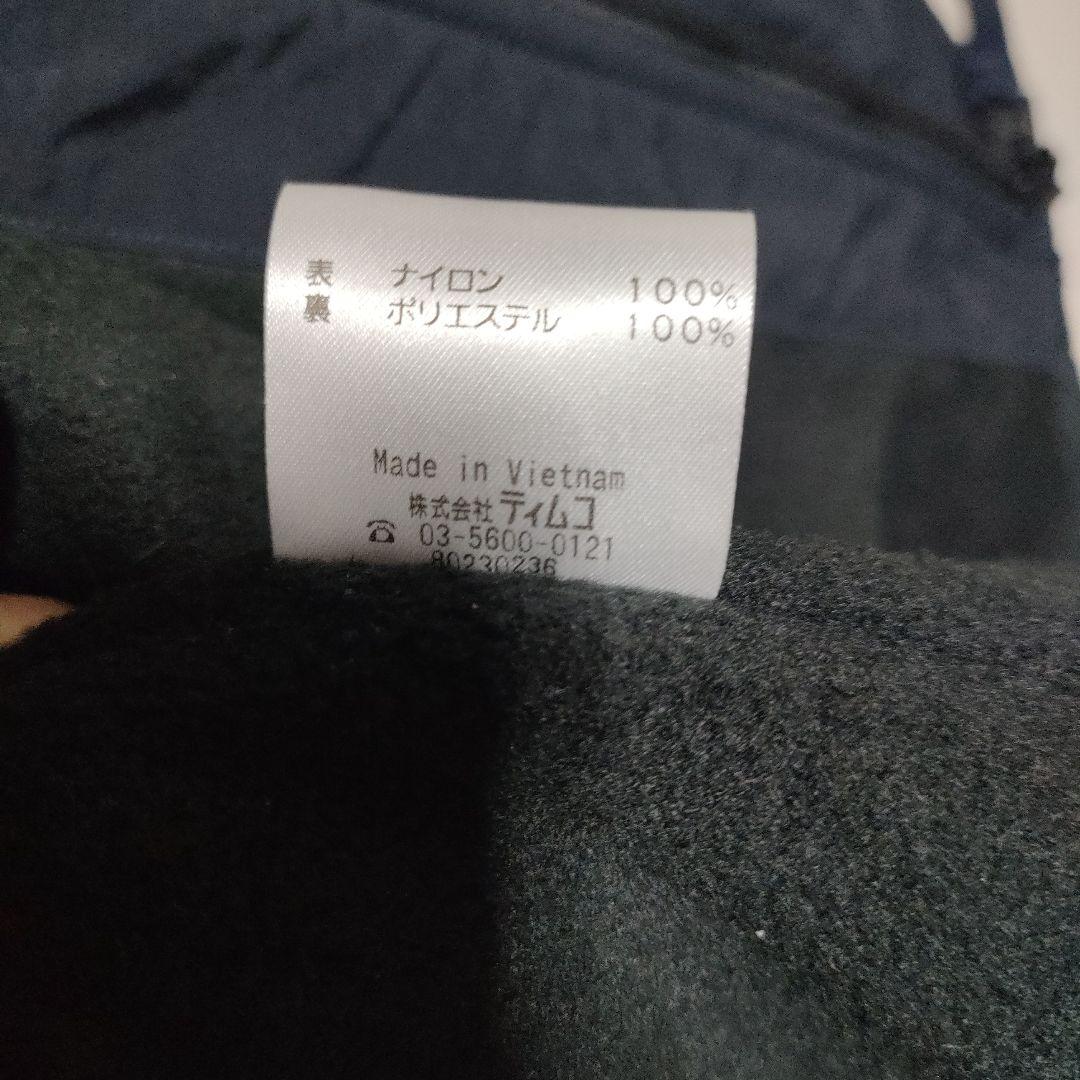 表 ナイロン 100%
裏 ポリエステル 100%
Made in Vietnam
株式会社ティムコ
☎ 03-5600-0121
80230236